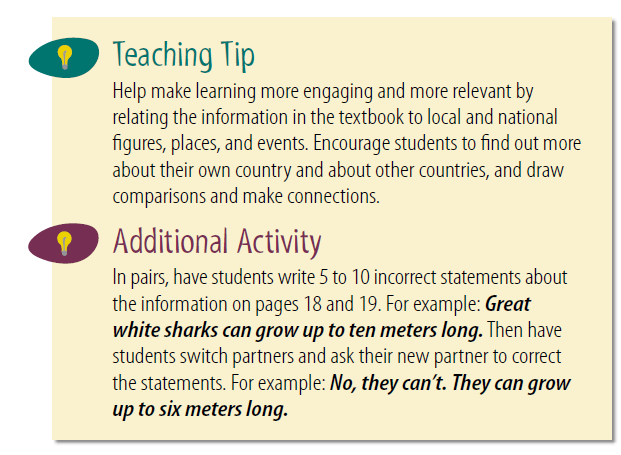 Teaching Tip
Help make learning more engaging and more relevant by
relating the information in the textbook to local and national
figures, places, and events. Encourage students to find out more
about their own country and about other countries, and draw
comparisons and make connections.
Additional Activity
In pairs, have students write 5 to 10 incorrect statements about
the information on pages 18 and 19. For example: Great
white sharks can grow up to ten meters long. Then have
students switch partners and ask their new partner to correct
the statements. For example: No, they can’t. They can grow
up to six meters long.